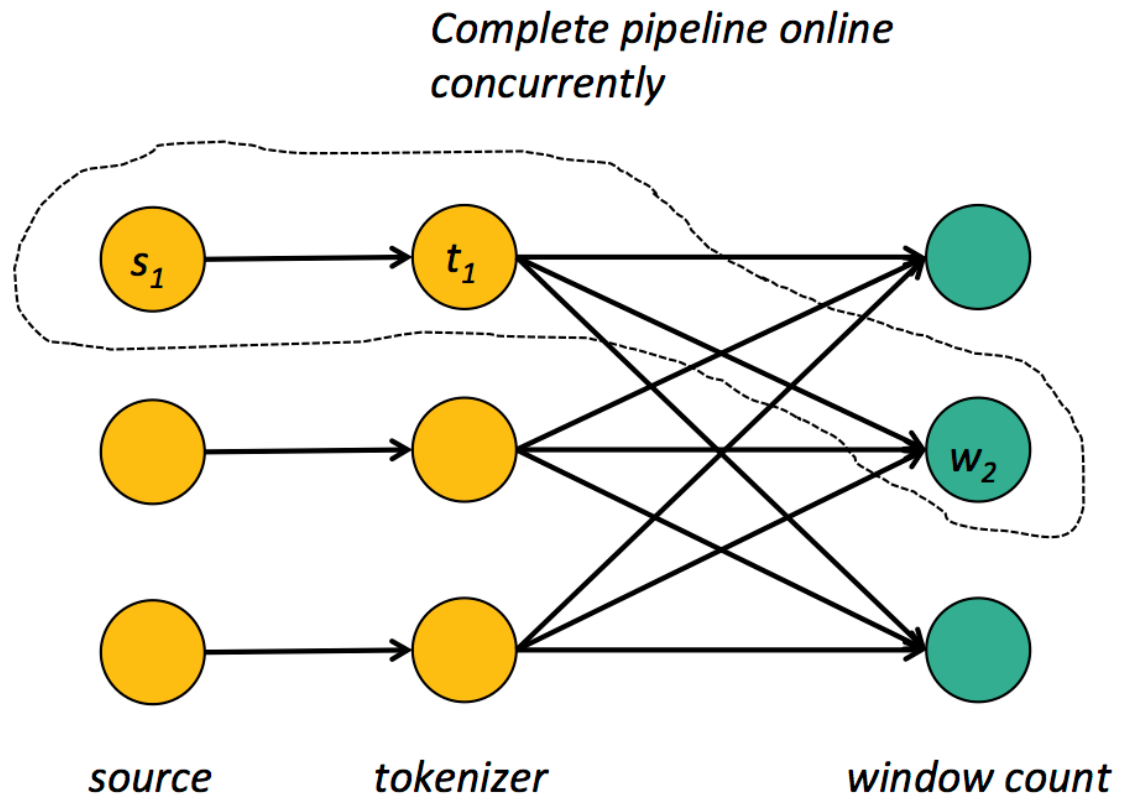 Complete pipeline online
concurrently
s1
t1
w2
source
tokenizer
window count